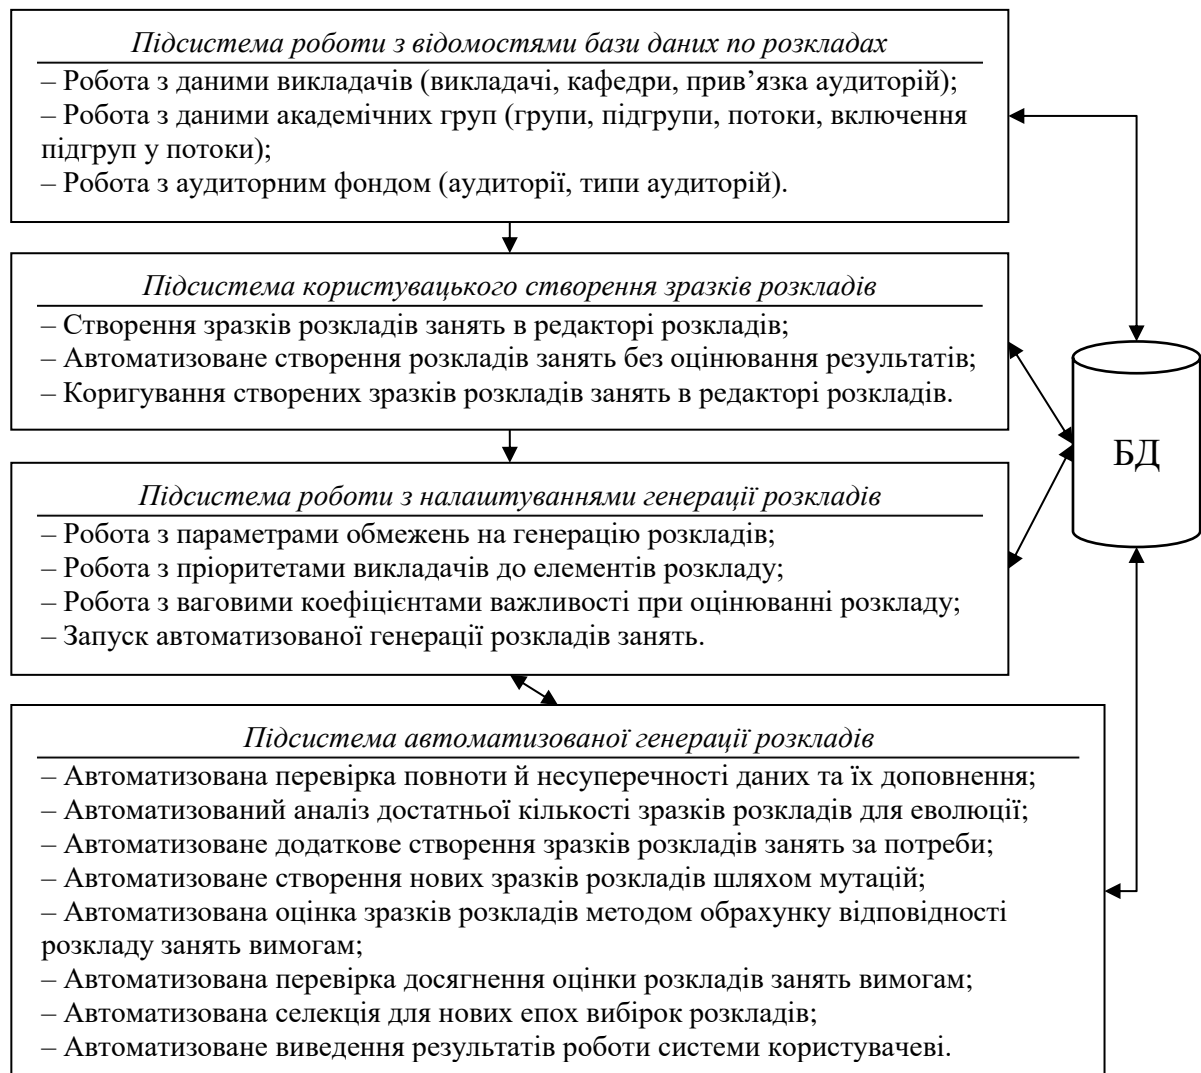 Підсистема роботи з відомостями бази даних по розкладах
– Робота з даними викладачів (викладачі, кафедри, прив’язка аудиторій);
– Робота з даними академічних груп (групи, підгрупи, потоки, включення
підгруп у потоки);
– Робота з аудиторним фондом (аудиторії, типи аудиторій).
Підсистема користувацького створення зразків розкладів
– Створення зразків розкладів занять в редакторі розкладів;
– Автоматизоване створення розкладів занять без оцінювання результатів;
– Коригування створених зразків розкладів занять в редакторі розкладів.
БД
Підсистема роботи з налаштуваннями генерації розкладів
– Робота з параметрами обмежень на генерацію розкладів;
– Робота з пріоритетами викладачів до елементів розкладу;
– Робота з ваговими коефіцієнтами важливості при оцінюванні розкладу;
– Запуск автоматизованої генерації розкладів занять.
Підсистема автоматизованої генерації розкладів
– Автоматизована перевірка повноти й несуперечності даних та їх доповнення;
– Автоматизований аналіз достатньої кількості зразків розкладів для еволюції;
– Автоматизоване додаткове створення зразків розкладів занять за потреби;
– Автоматизоване створення нових зразків розкладів шляхом мутацій;
– Автоматизована оцінка зразків розкладів методом обрахунку відповідності
розкладу занять вимогам;
– Автоматизована перевірка досягнення оцінки розкладів занять вимогам;
– Автоматизована селекція для нових епох вибірок розкладів;
– Автоматизоване виведення результатів роботи системи користувачеві.